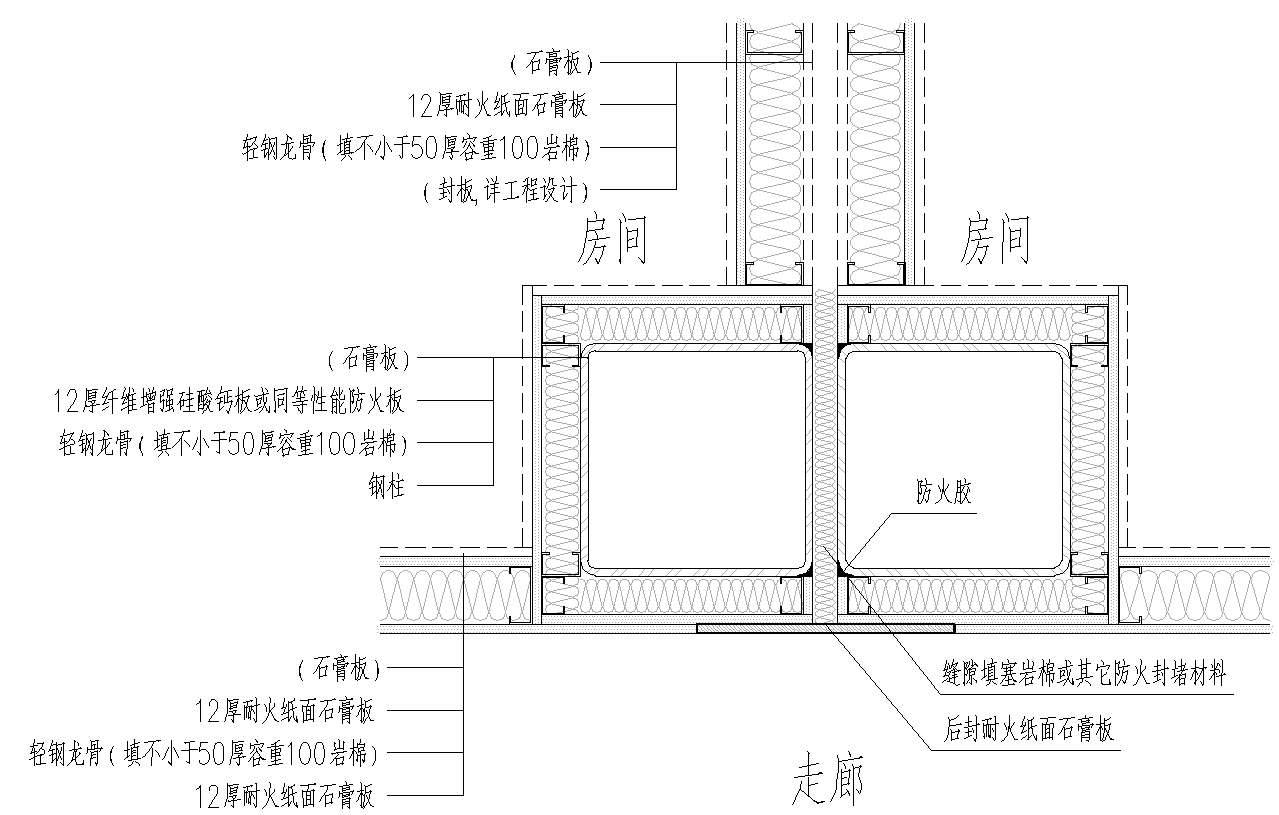 (石膏板)
12厚耐火纸面石膏板
轻钢龙骨(填不小于50厚容重100岩棉)
(封板,详工程设计)
房间
房间
(石膏板)
12厚纤维增强硅酸钙板或同等性能防火板
轻钢龙骨(填不小于50厚容重100岩棉)
钢柱
防火胶
(石膏板)
12厚耐火纸面石膏板
轻钢龙骨(填不小于50厚容重100岩棉)
12厚耐火纸面石膏板
缝隙填塞岩棉或其它防火封堵材料
后封耐火纸面石膏板
走廊